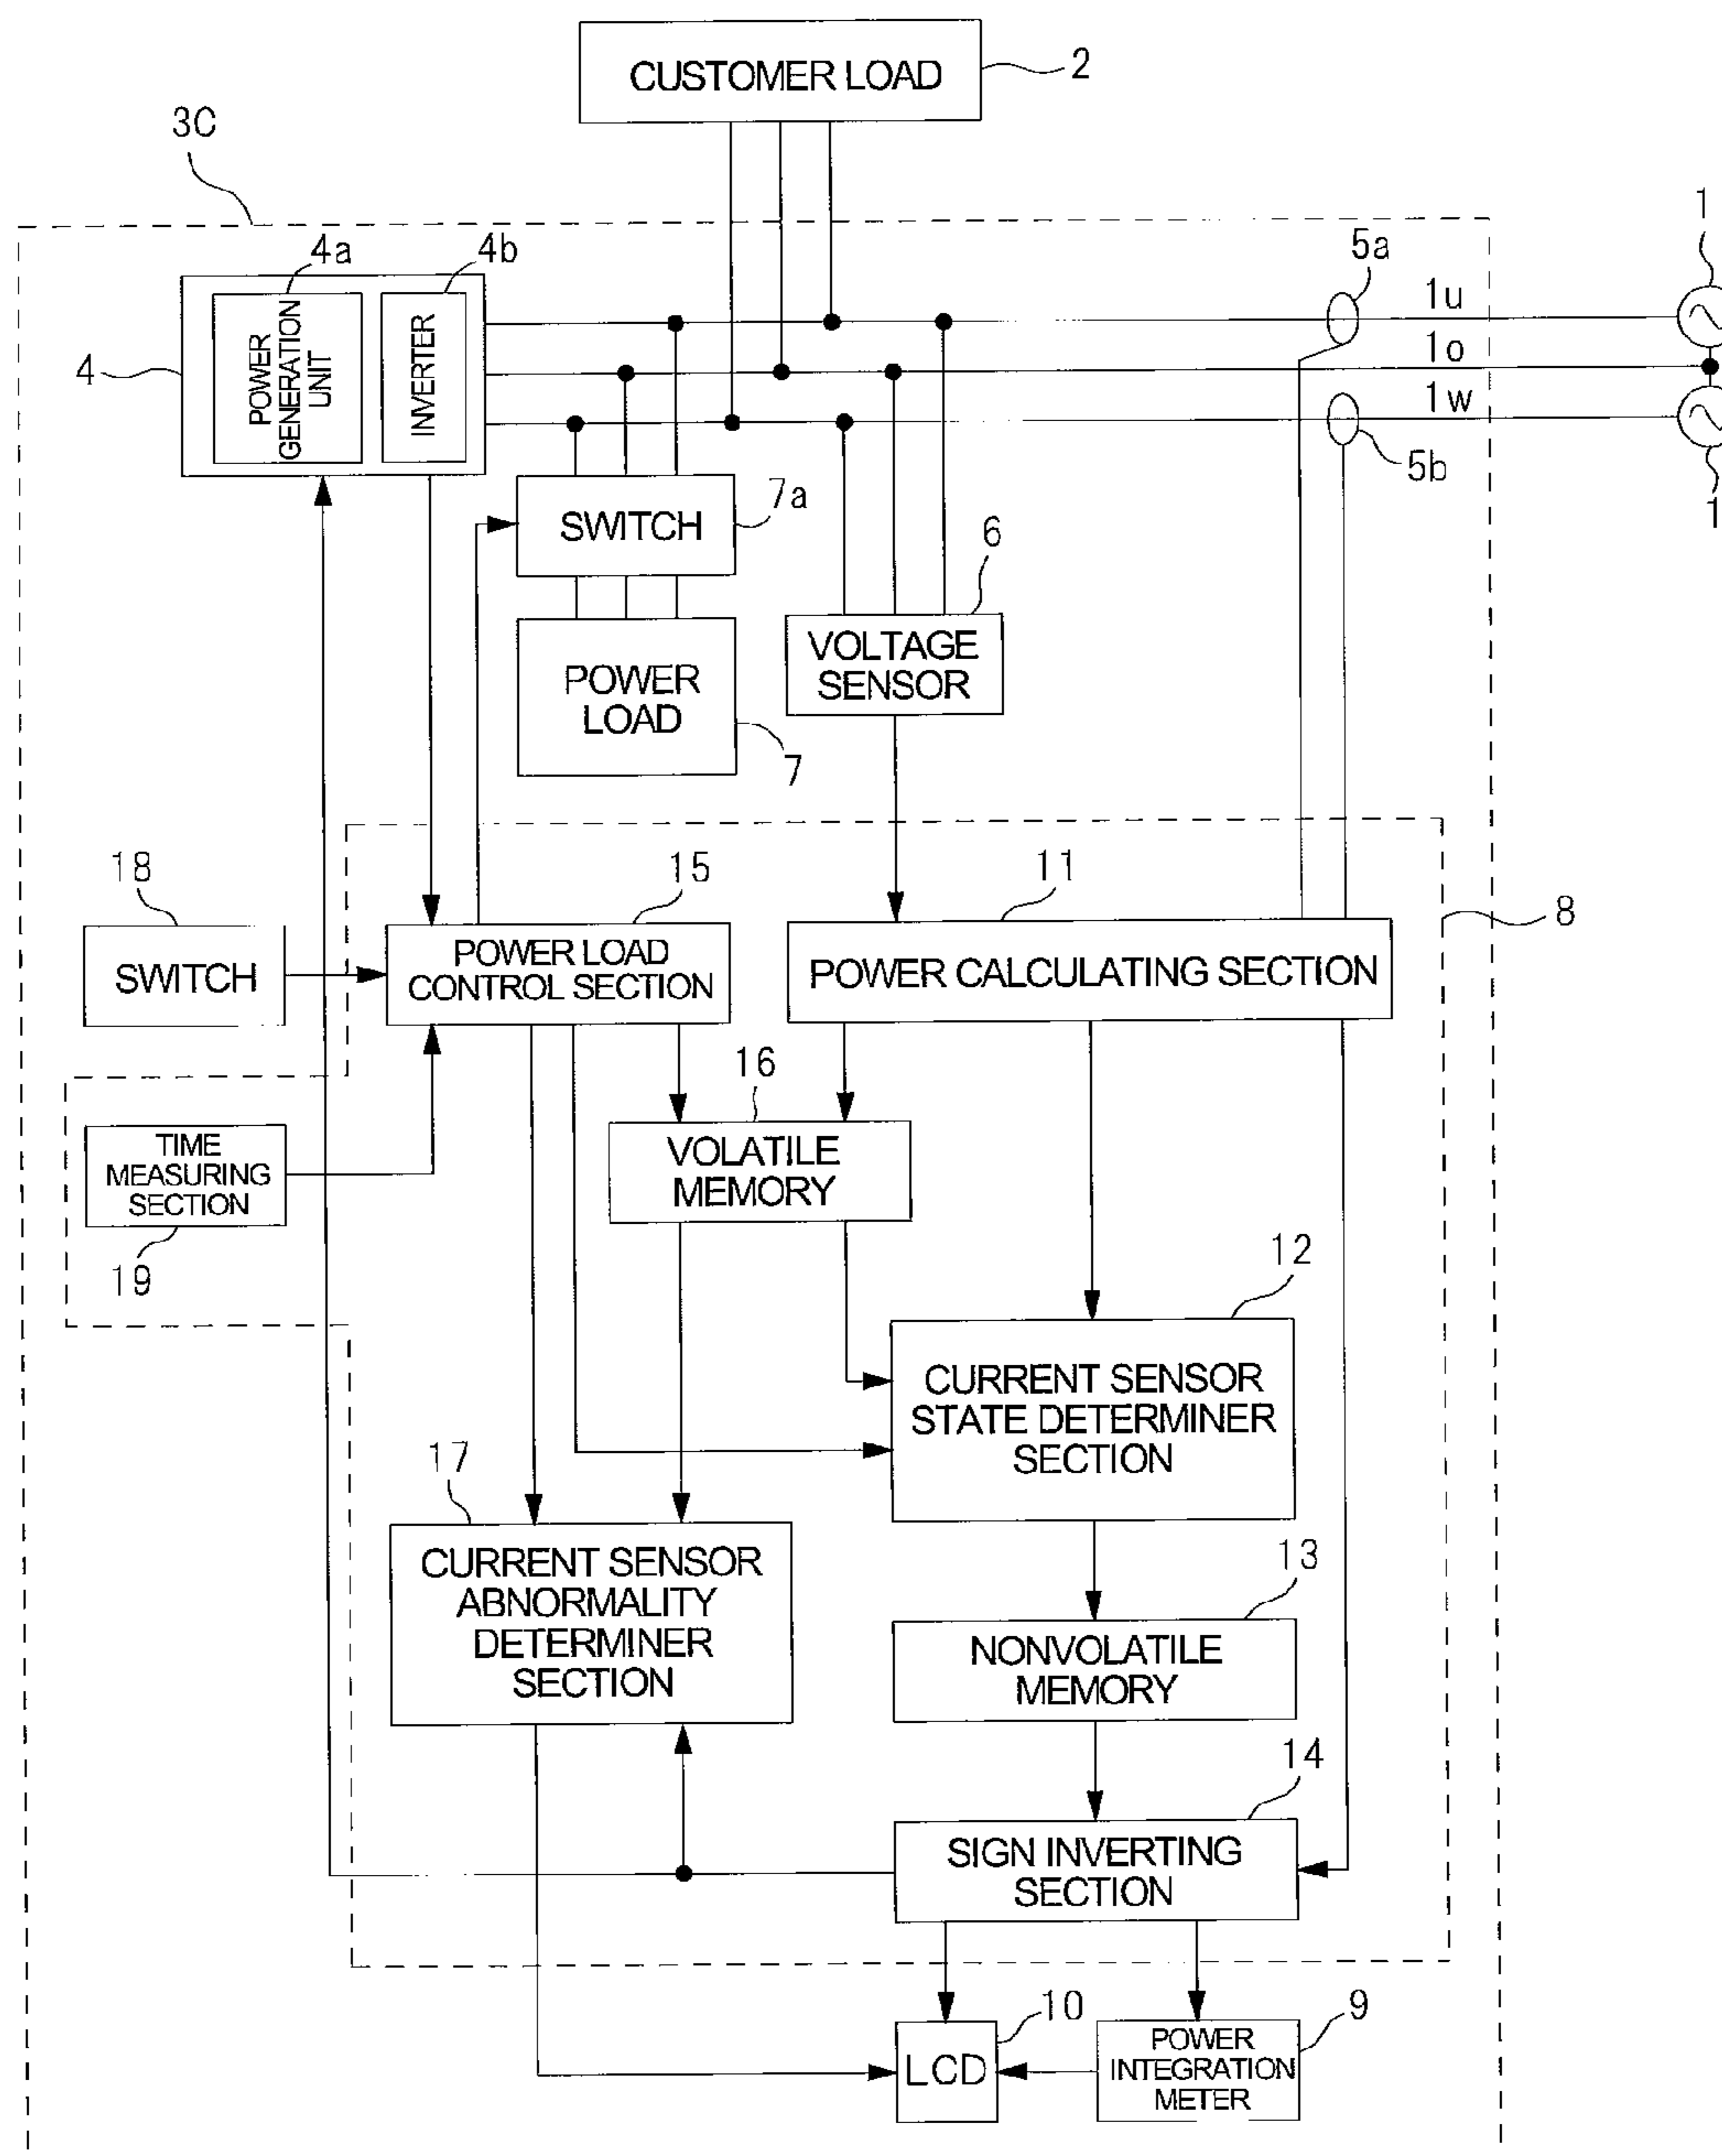 CUSTOMER LOAD
2
3C
1
4a
4b
5a
1u
POWER
GENERATION
UNIT
INVERTER
4
1o
1w
5b
1
7a
SWITCH
6
VOLTAGE
SENSOR
POWER
LOAD
7
18
15
11
8
SWITCH
POWER LOAD
CONTROL SECTION
POWER CALCULATING SECTION
16
TIME
MEASURING
SECTION
VOLATILE
MEMORY
19
12
CURRENT SENSOR
STATE DETERMINER
SECTION
17
CURRENT SENSOR
ABNORMALITY
DETERMINER
SECTION
13
NONVOLATILE
MEMORY
14
SIGN INVERTING
SECTION
10
9
LCD
POWER
INTEGRATION
METER